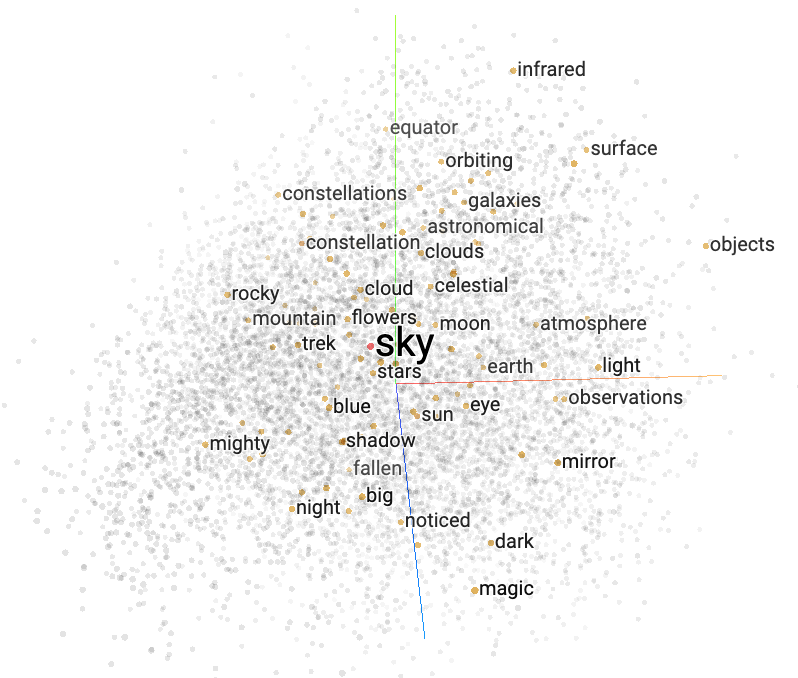 infrared
equator
surface
orbiting
constellations
galaxies
astronomical
constellation
clouds
objects
celestial
cloud
rocky
flowers
mountain
moon
atmosphere
sky
trek
earth
light
stars
observations
blue
eye
sun
shadow
mighty
mirror
fallen
big
night
noticed
dark
magic